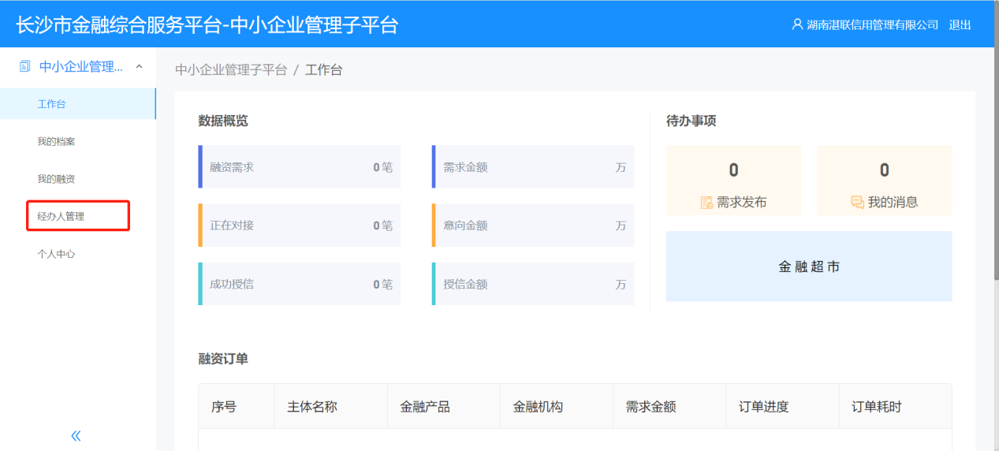 长沙市金融综合服务平台-中小企业管理子平台
湖南湛联信用管理有限公司 退出
中小企业管理...
工作台
我的档案
我的融资
经办人管理
个人中心
中小企业管理子平台 / 工作台
数据概览
融资需求 0 笔
需求金额 万
正在对接 0 笔
意向金额 万
成功授信 0 笔
授信金额 万
待办事项
0
需求发布
0
我的消息
金融超市
融资订单
序号 主体名称 金融产品 金融机构 需求金额 订单进度 订单耗时